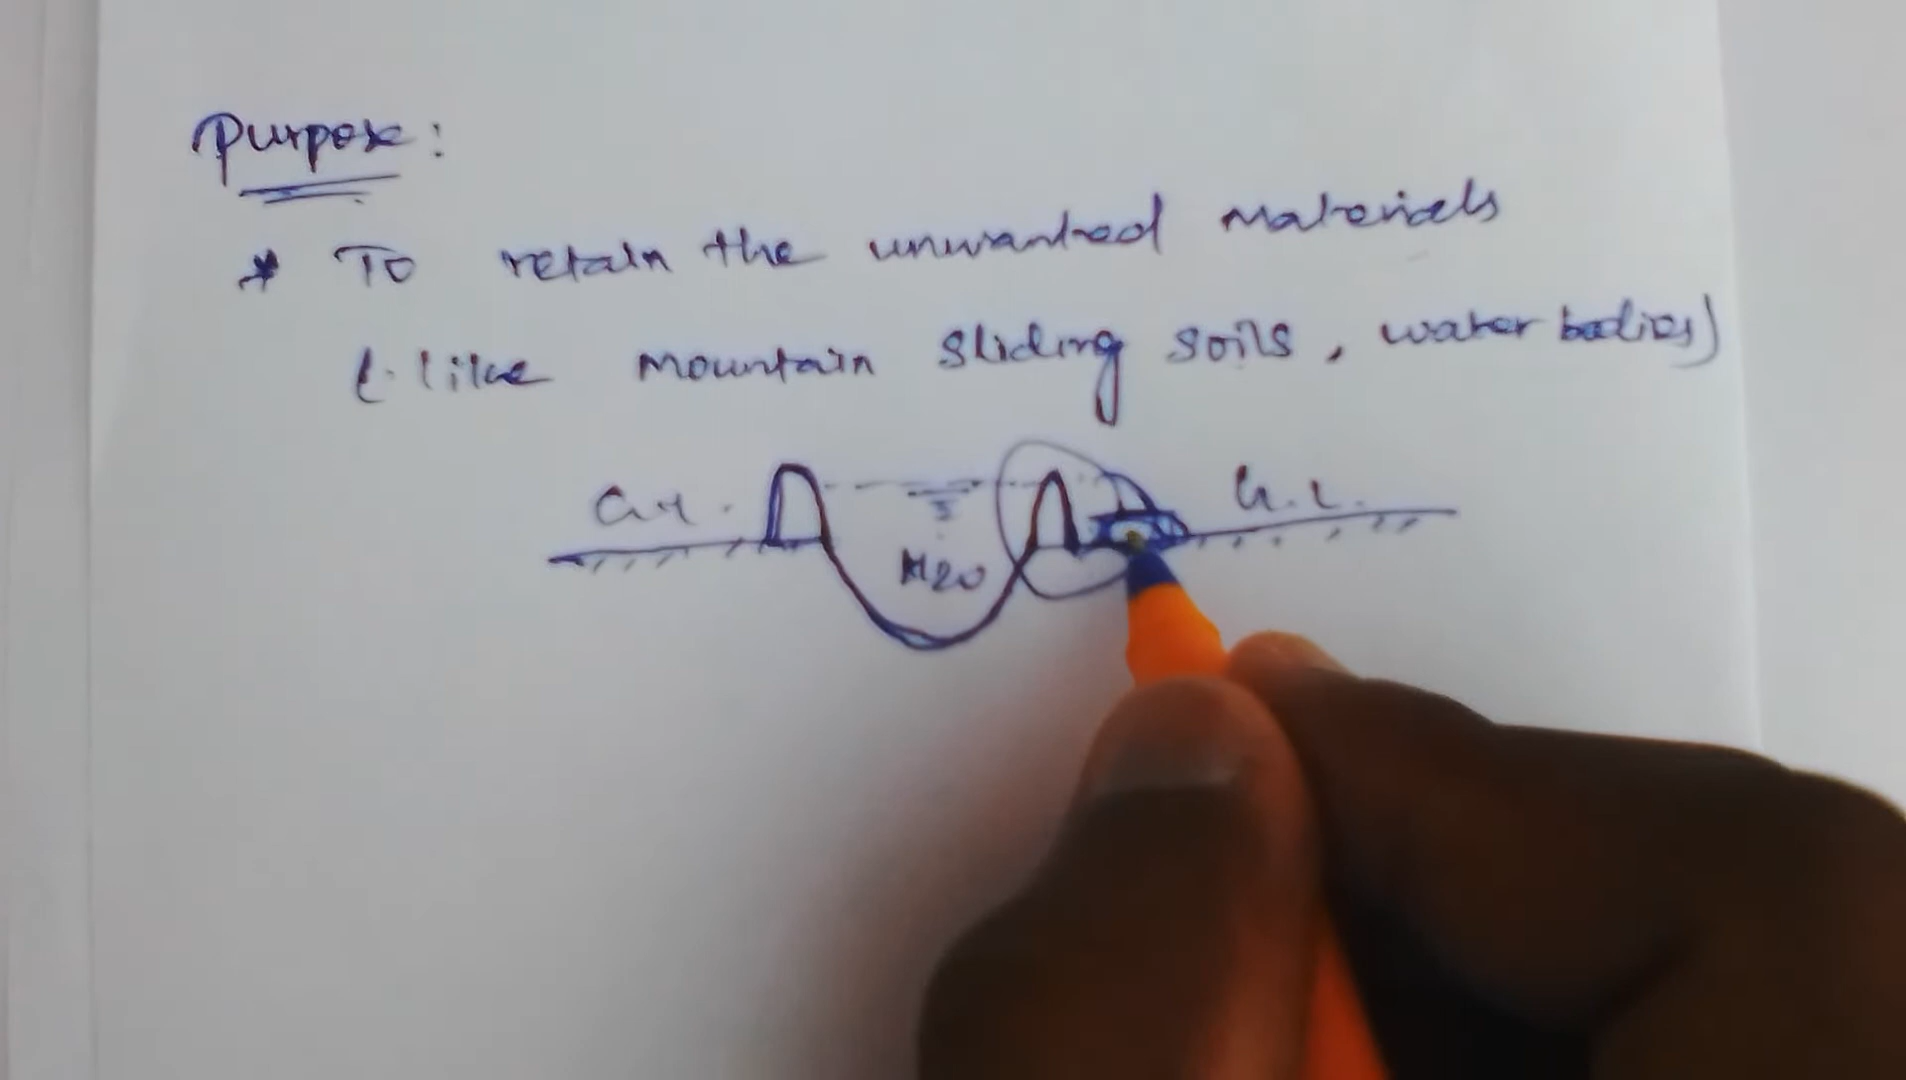 Purpose:
* To retain the unwanted materials
(. like mountain sliding soils, water bodies)
G.L. G.L.
H2O